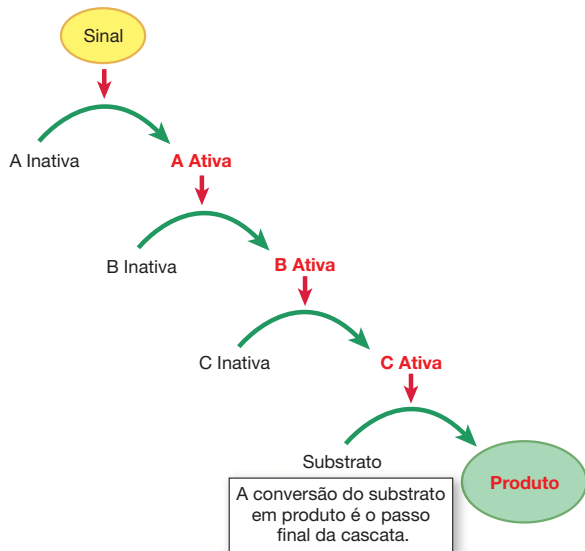 Sinal
A Inativa
A Ativa
B Inativa
B Ativa
C Inativa
C Ativa
Substrato
Produto
A conversão do substrato
em produto é o passo
final da cascata.